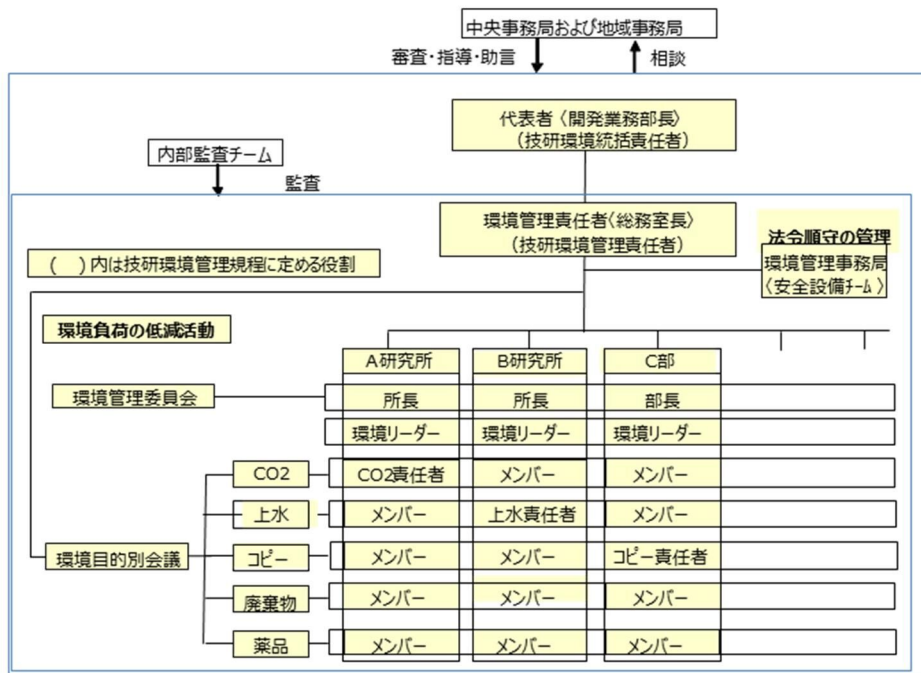 中央事務局および地域事務局
審査・指導・助言
相談
代表者〈開発業務部長〉
(技研環境統括責任者)
内部監査チーム
監査
環境管理責任者〈総務室長〉
(技研環境管理責任者)
法令順守の管理
環境管理事務局
〈安全設備チーム〉
(　)内は技研環境管理規程に定める役割
環境負荷の低減活動
A研究所 B研究所 C部
環境管理委員会 所長 所長 部長
環境リーダー 環境リーダー 環境リーダー
CO2 CO2責任者 メンバー メンバー
上水 メンバー 上水責任者 メンバー
環境目的別会議 コピー メンバー メンバー コピー責任者
廃棄物 メンバー メンバー メンバー
薬品 メンバー メンバー メンバー